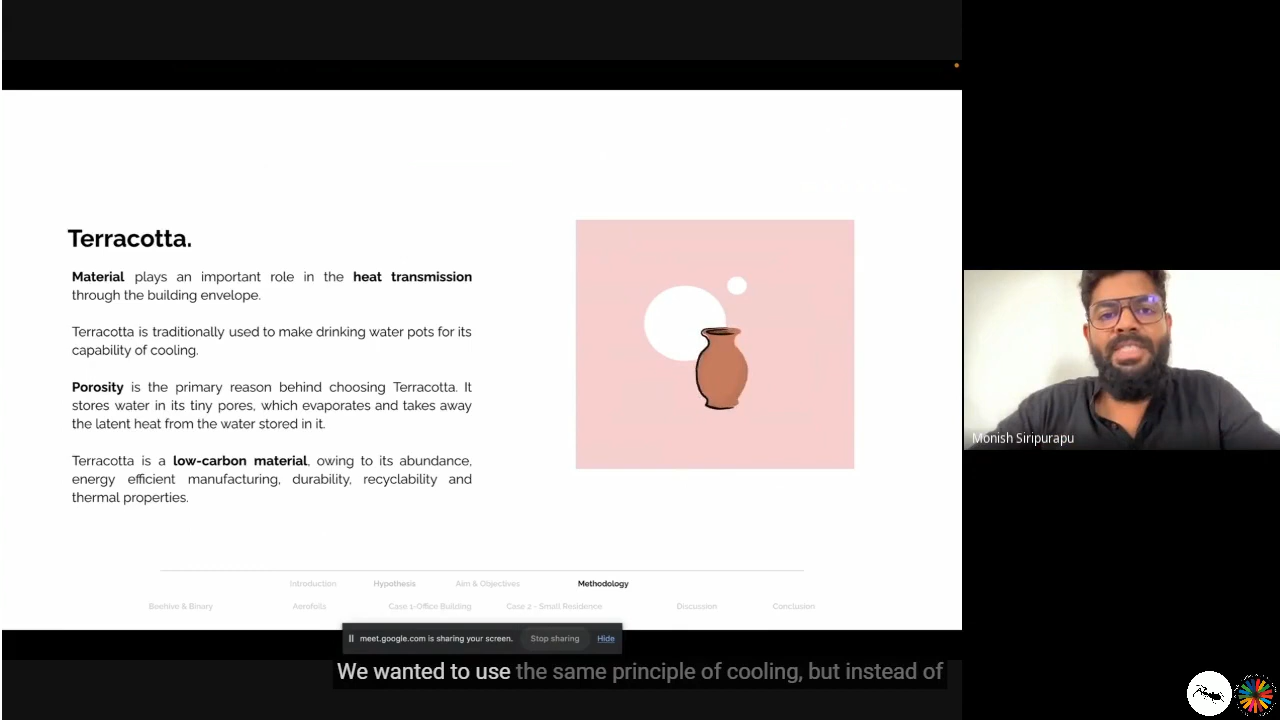 Terracotta.
Material plays an important role in the heat transmission
through the building envelope.
Terracotta is traditionally used to make drinking water pots for its
capability of cooling.
Porosity is the primary reason behind choosing Terracotta. It
stores water in its tiny pores, which evaporates and takes away
the latent heat from the water stored in it.
Terracotta is a low-carbon material, owing to its abundance,
energy efficient manufacturing, durability, recyclability and
thermal properties.
Monish Siripurapu
Introduction Hypothesis Aim & Objectives Methodology
Beehive & Binary Aerofoils Case 1-Office Building Case 2 - Small Residence Discussion Conclusion
meet.google.com is sharing your screen. Stop sharing Hide
We wanted to use the same principle of cooling, but instead of